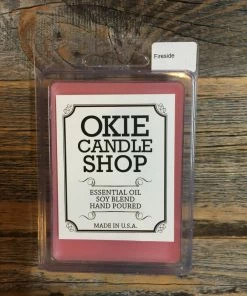 Fireside
OKIE
CANDLE
SHOP
ESSENTIAL OIL
SOY BLEND
HAND POURED
MADE IN U.S.A.